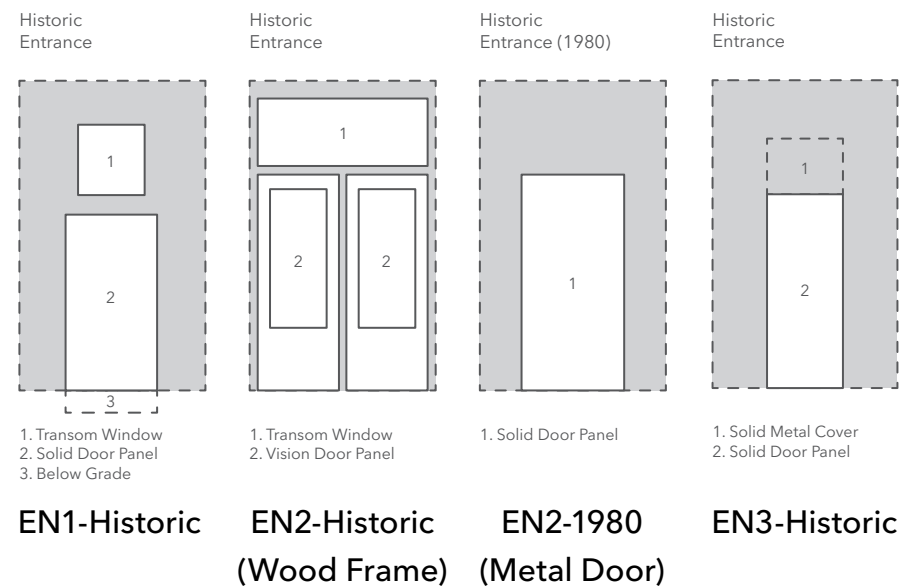 Historic
Entrance
1
2
3
1. Transom Window
2. Solid Door Panel
3. Below Grade
EN1-Historic
Historic
Entrance
1
2
2
1. Transom Window
2. Vision Door Panel
EN2-Historic
(Wood Frame)
Historic
Entrance (1980)
1
1. Solid Door Panel
EN2-1980
(Metal Door)
Historic
Entrance
1
2
1. Solid Metal Cover
2. Solid Door Panel
EN3-Historic